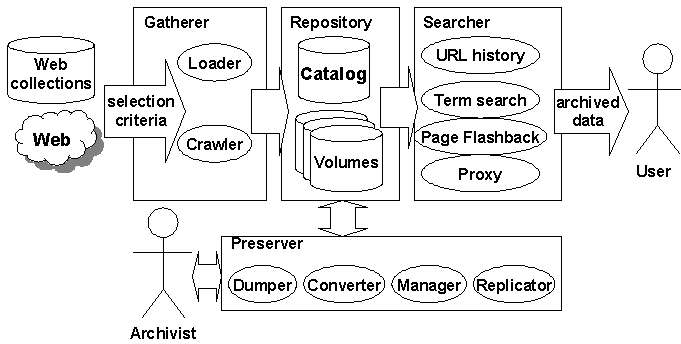 Gatherer
Repository
Searcher
Web
collections
Web
selection
criteria
Loader
Crawler
Catalog
Volumes
URL history
Term search
Page Flashback
Proxy
archived
data
User
Preserver
Dumper
Converter
Manager
Replicator
Archivist